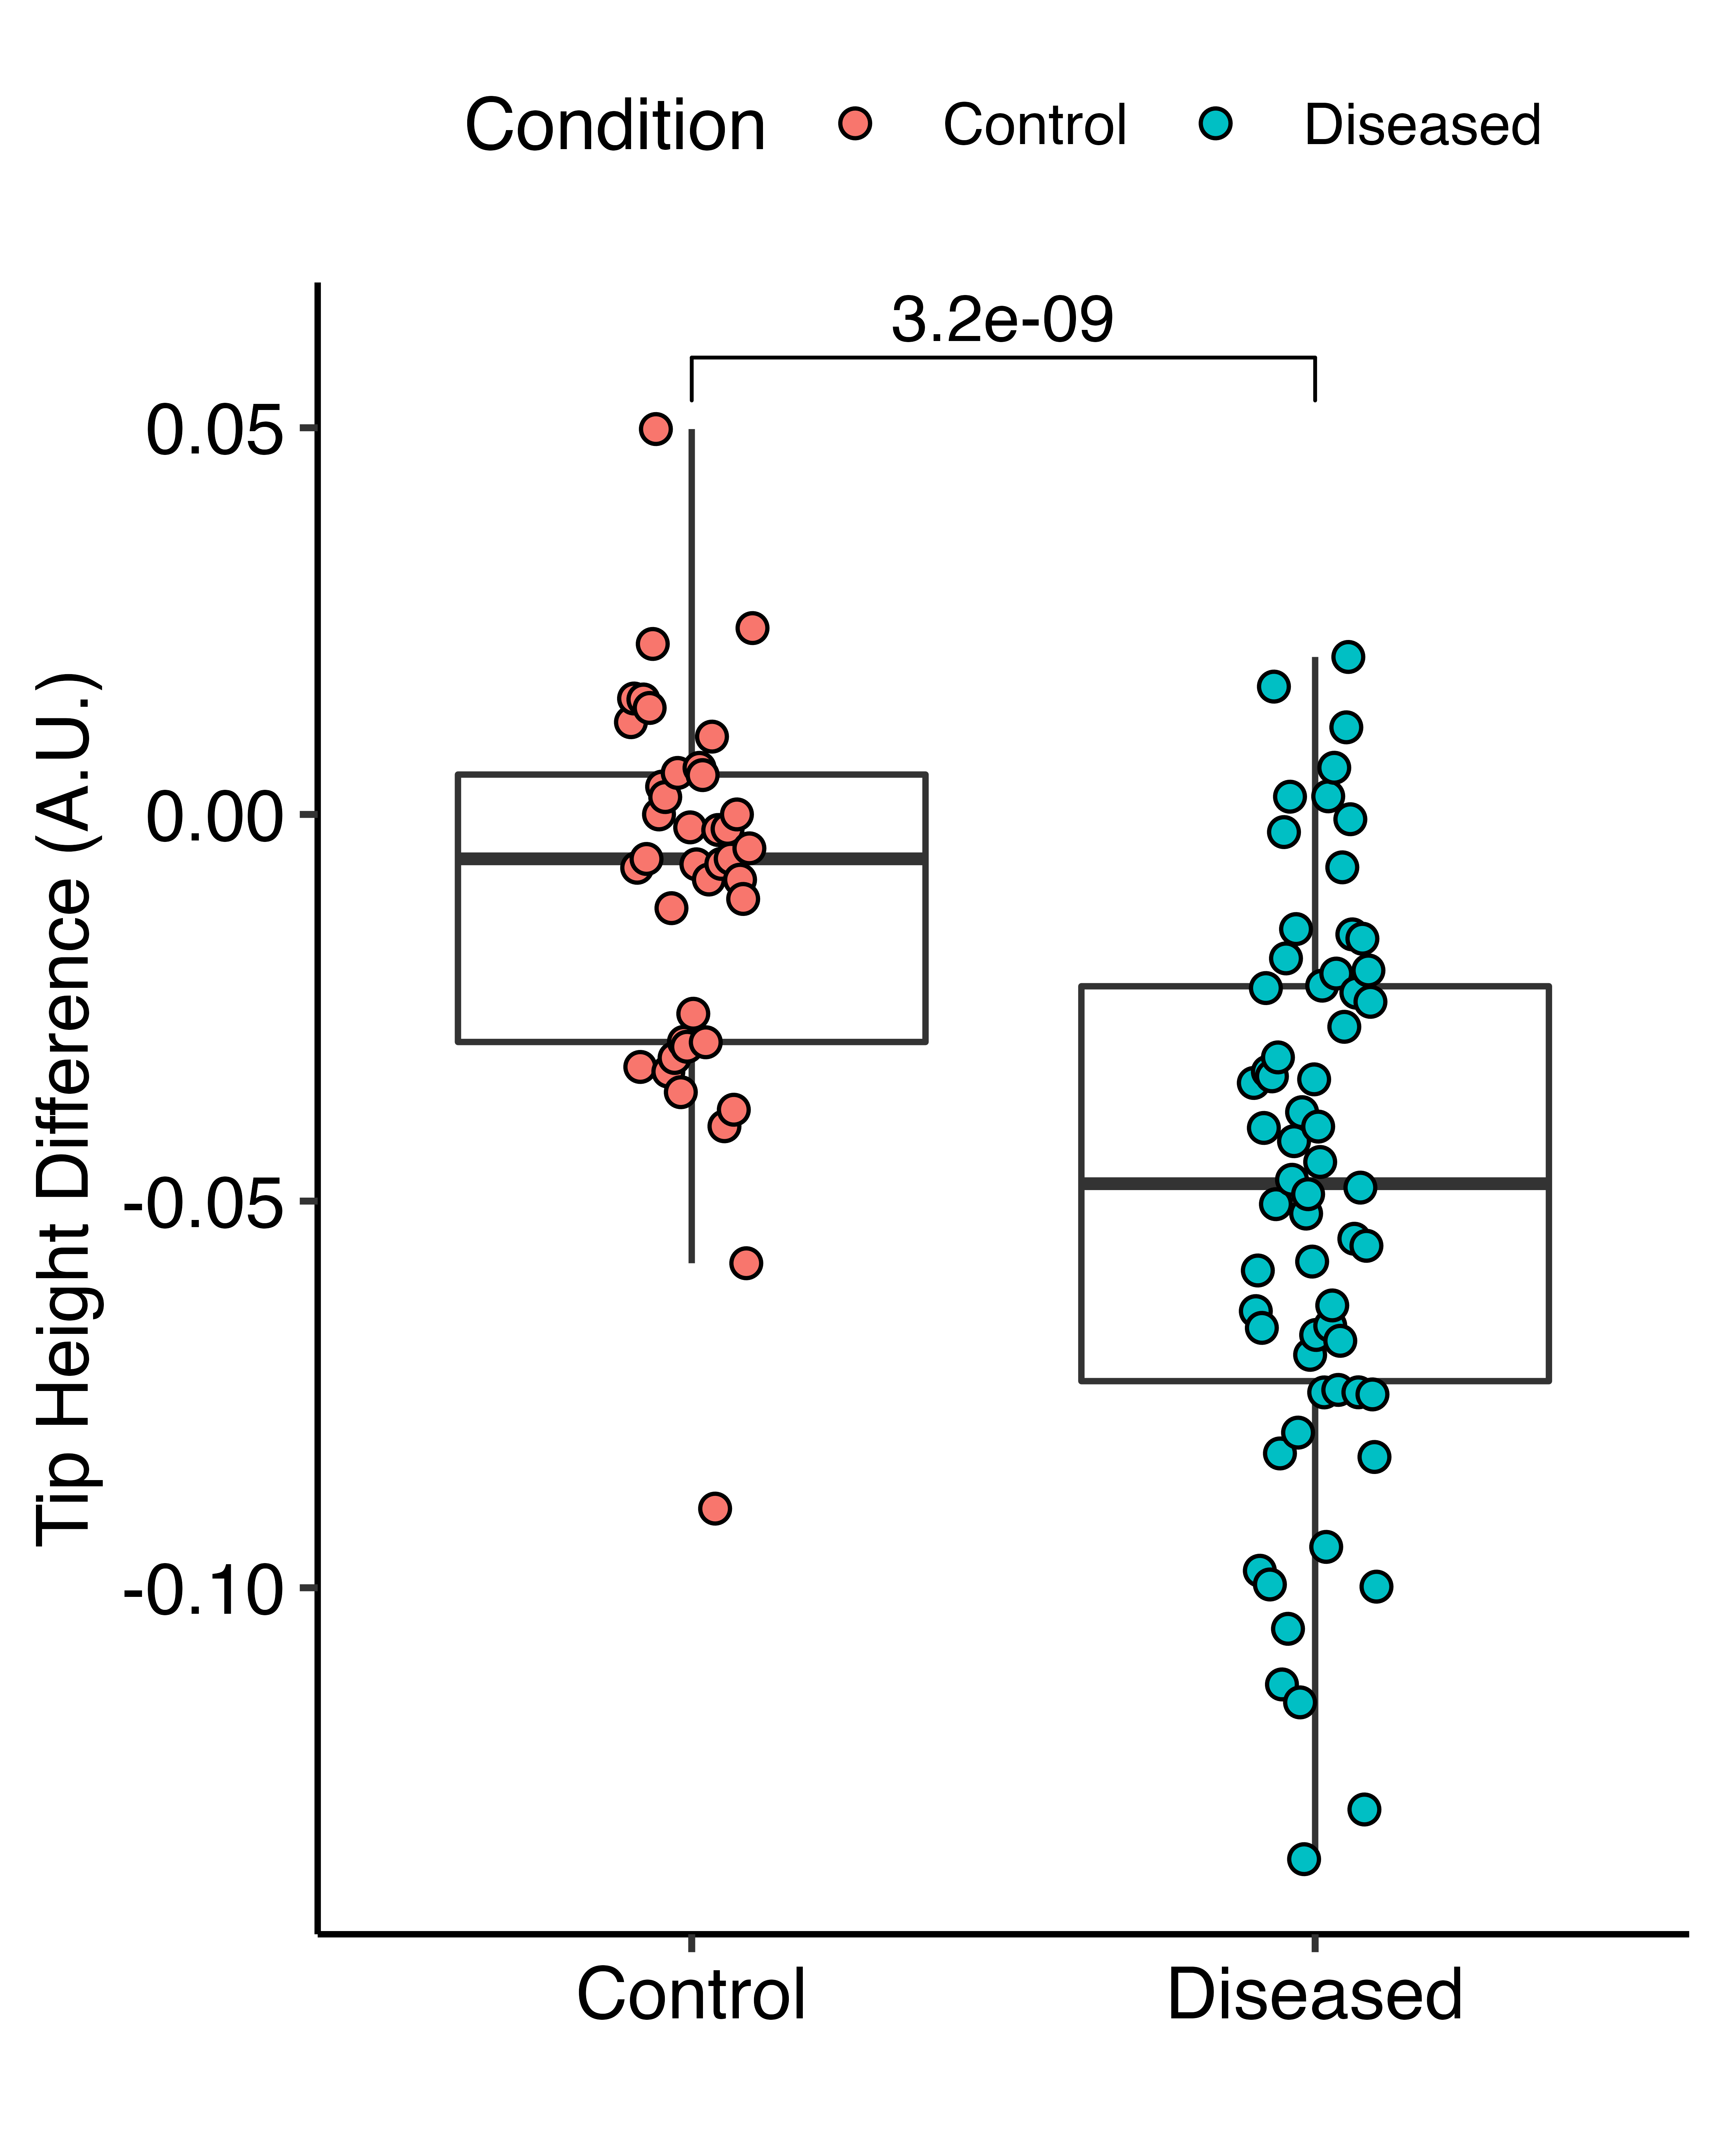 Condition Control Diseased
3.2e-09
0.05
0.00
-0.05
-0.10
Tip Height Difference (A.U.)
Control Diseased